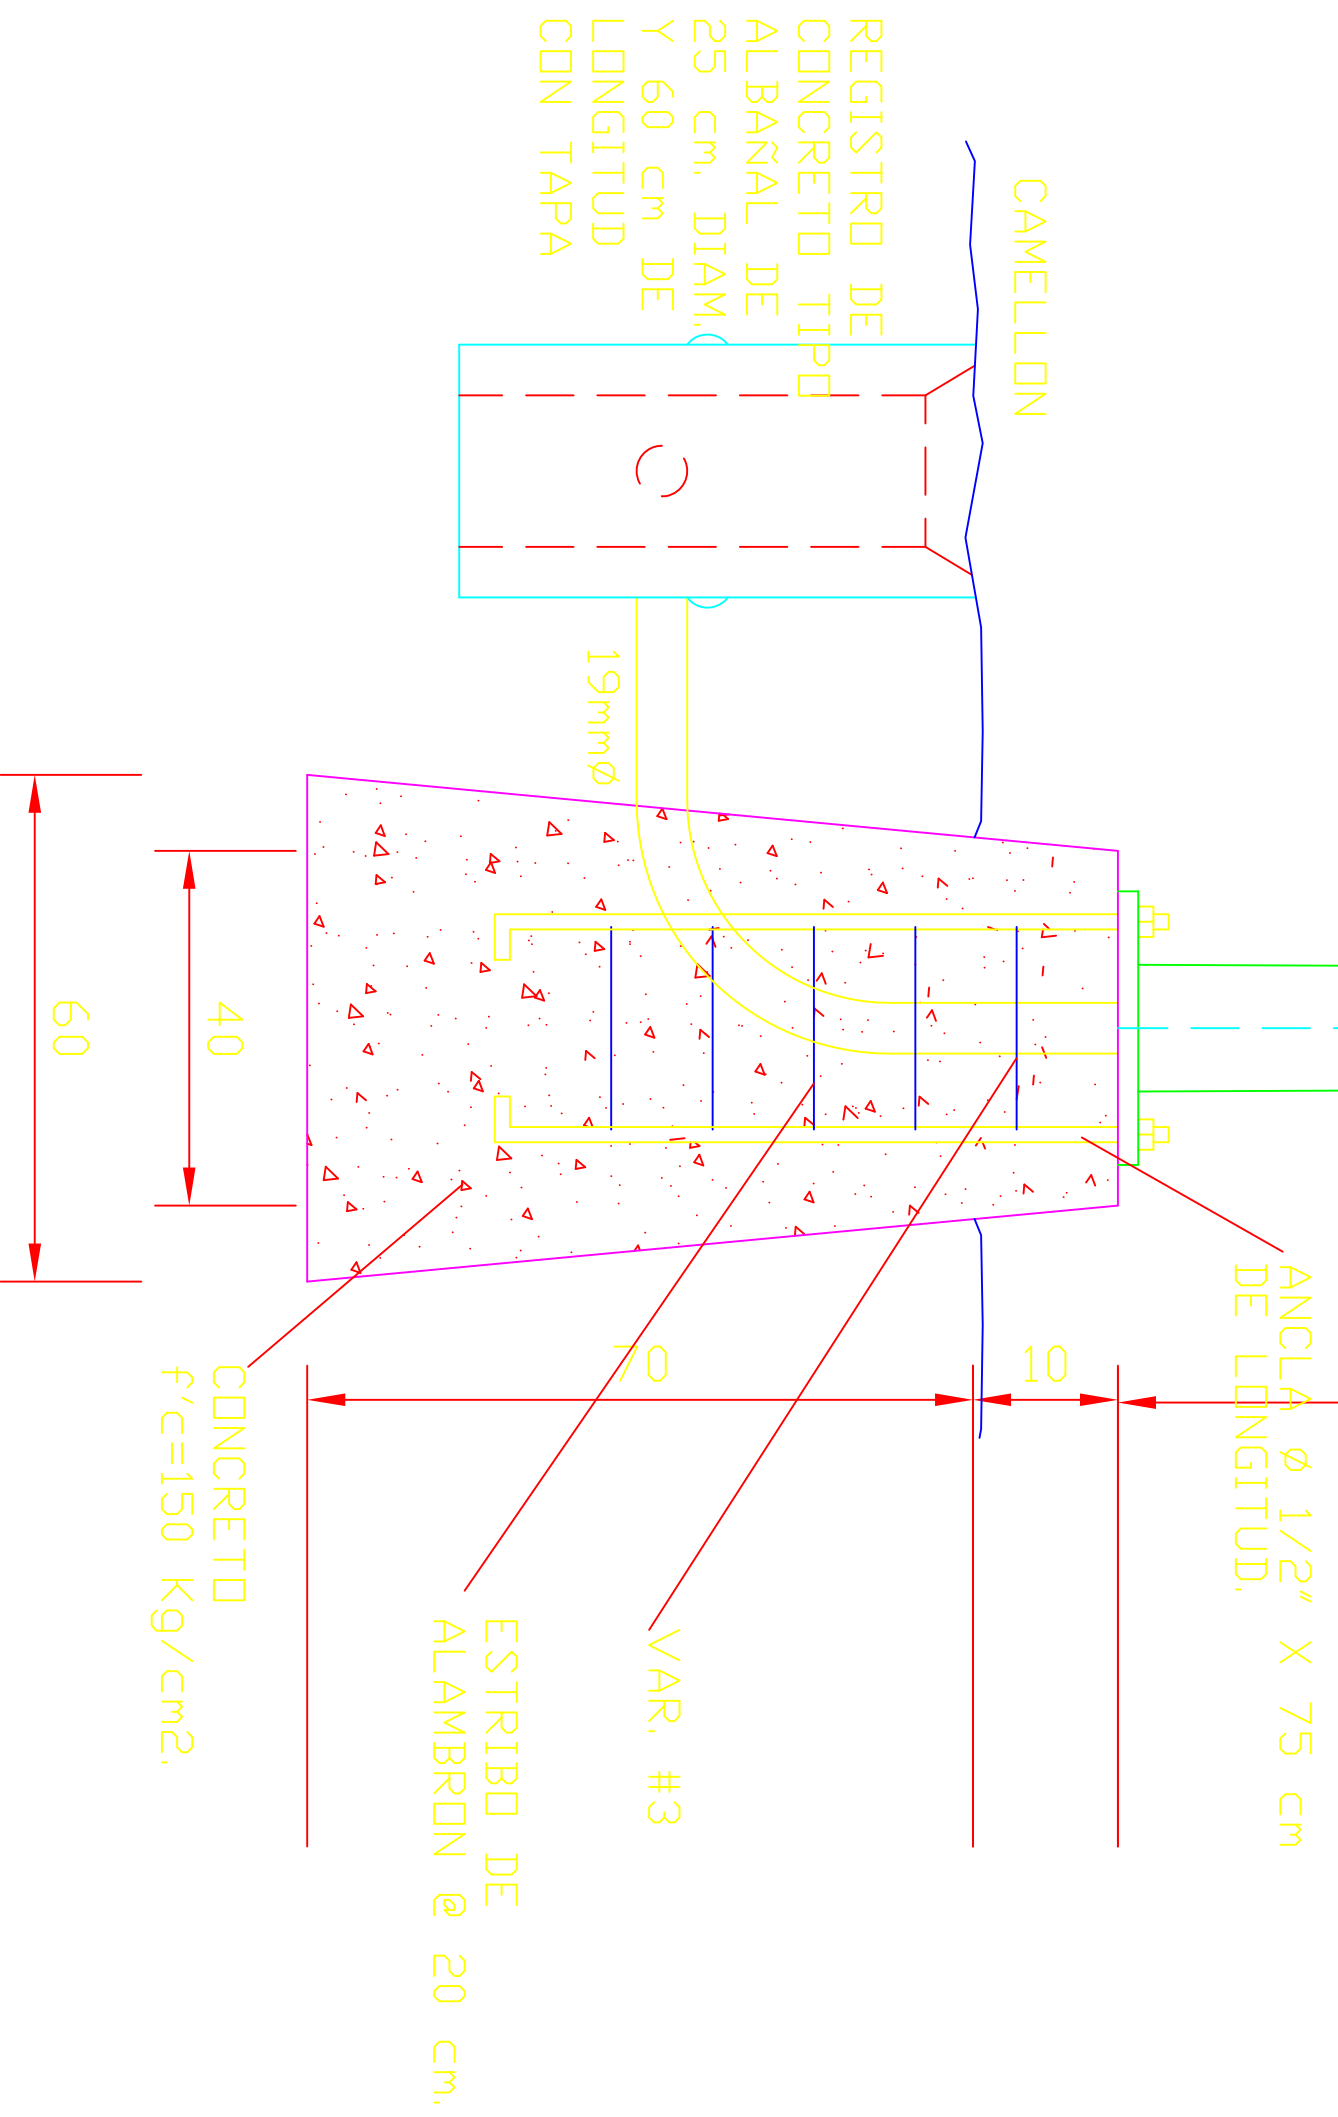 CAMELLON
REGISTRO DE
CONCRETO TIPO
ALBAÑAL DE
25 cm. DIAM.
Y 60 cm DE
LONGITUD
CON TAPA
19mmø
ANCLA ø 1/2" X 75 cm
DE LONGITUD.
10
70
VAR. #3
ESTRIBO DE
ALAMBRON @ 20 cm.
CONCRETO
f'c=150 Kg/cm2.
40
60